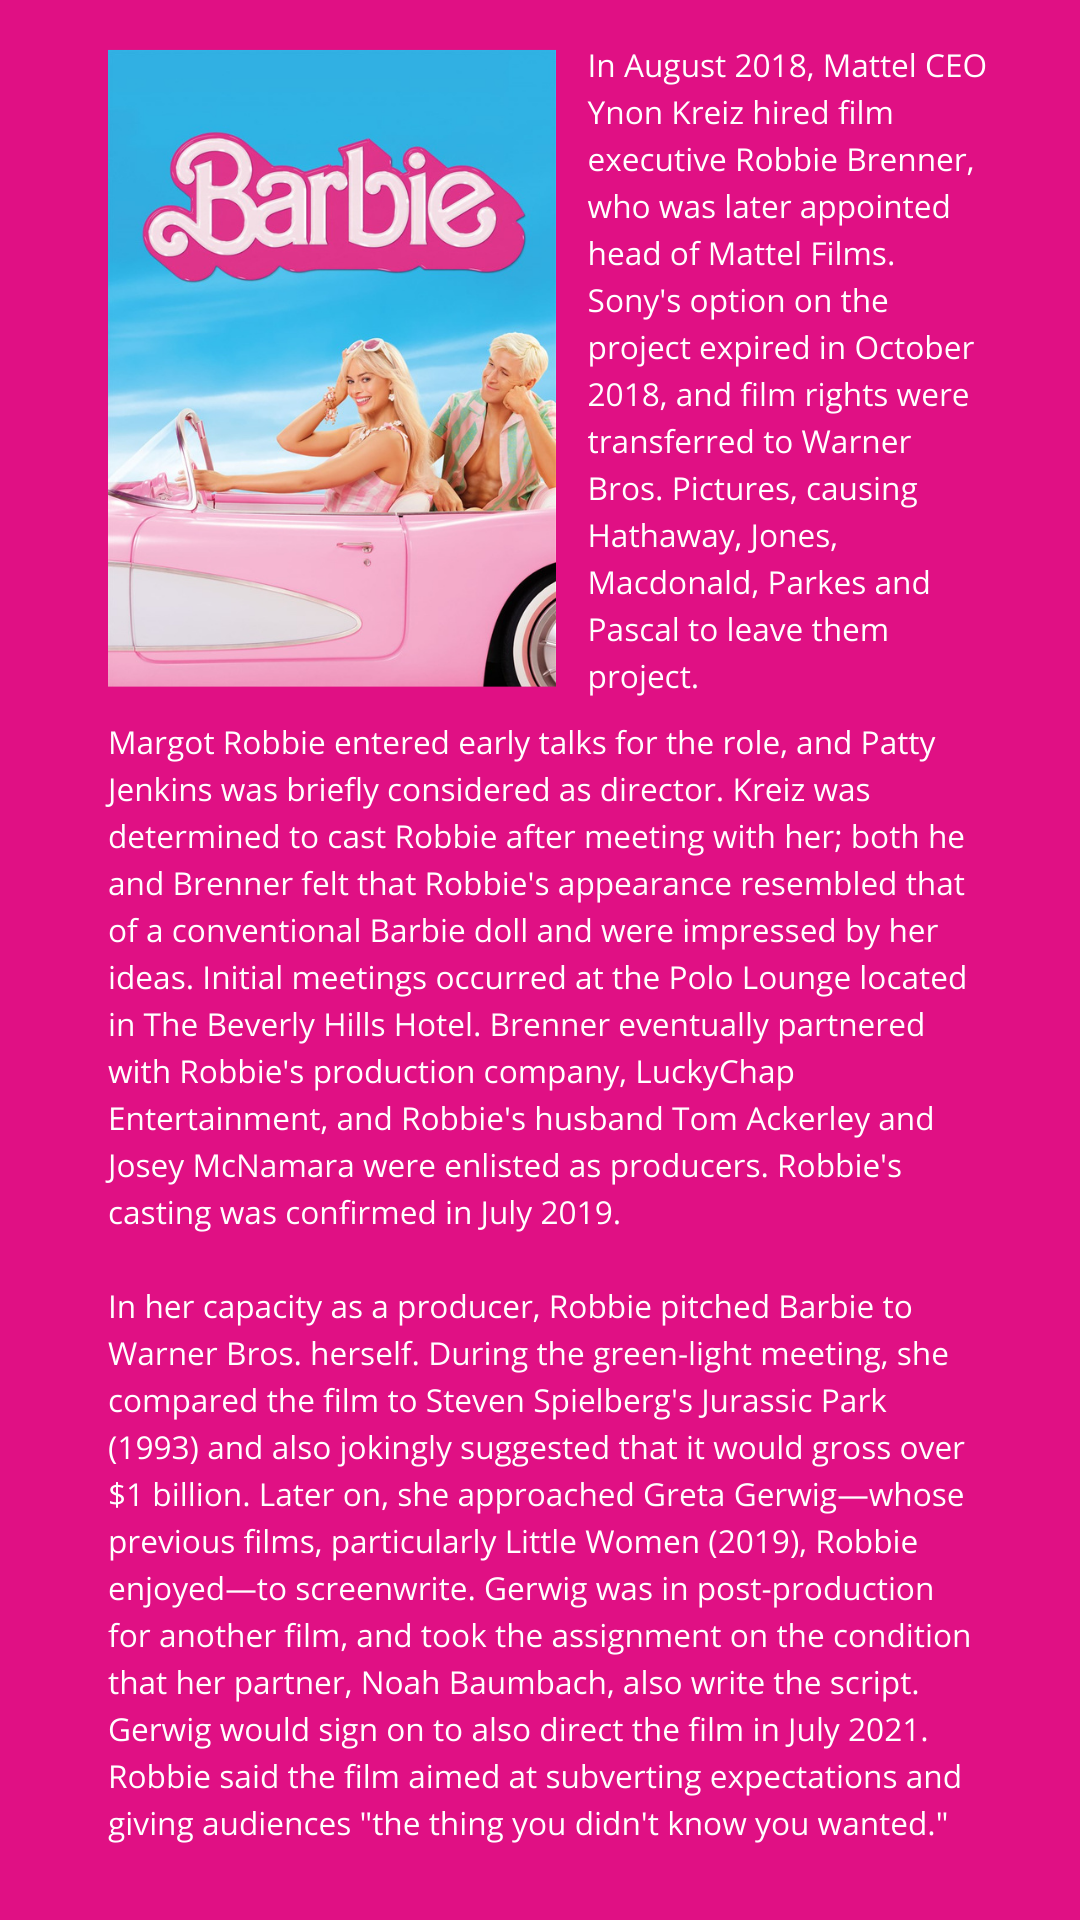 Barbie
In August 2018, Mattel CEO
Ynon Kreiz hired film
executive Robbie Brenner,
who was later appointed
head of Mattel Films.
Sony's option on the
project expired in October
2018, and film rights were
transferred to Warner
Bros. Pictures, causing
Hathaway, Jones,
Macdonald, Parkes and
Pascal to leave them
project.
Margot Robbie entered early talks for the role, and Patty
Jenkins was briefly considered as director. Kreiz was
determined to cast Robbie after meeting with her; both he
and Brenner felt that Robbie's appearance resembled that
of a conventional Barbie doll and were impressed by her
ideas. Initial meetings occurred at the Polo Lounge located
in The Beverly Hills Hotel. Brenner eventually partnered
with Robbie's production company, LuckyChap
Entertainment, and Robbie's husband Tom Ackerley and
Josey McNamara were enlisted as producers. Robbie's
casting was confirmed in July 2019.
In her capacity as a producer, Robbie pitched Barbie to
Warner Bros. herself. During the green-light meeting, she
compared the film to Steven Spielberg's Jurassic Park
(1993) and also jokingly suggested that it would gross over
$1 billion. Later on, she approached Greta Gerwig—whose
previous films, particularly Little Women (2019), Robbie
enjoyed—to screenwrite. Gerwig was in post-production
for another film, and took the assignment on the condition
that her partner, Noah Baumbach, also write the script.
Gerwig would sign on to also direct the film in July 2021.
Robbie said the film aimed at subverting expectations and
giving audiences "the thing you didn't know you wanted."